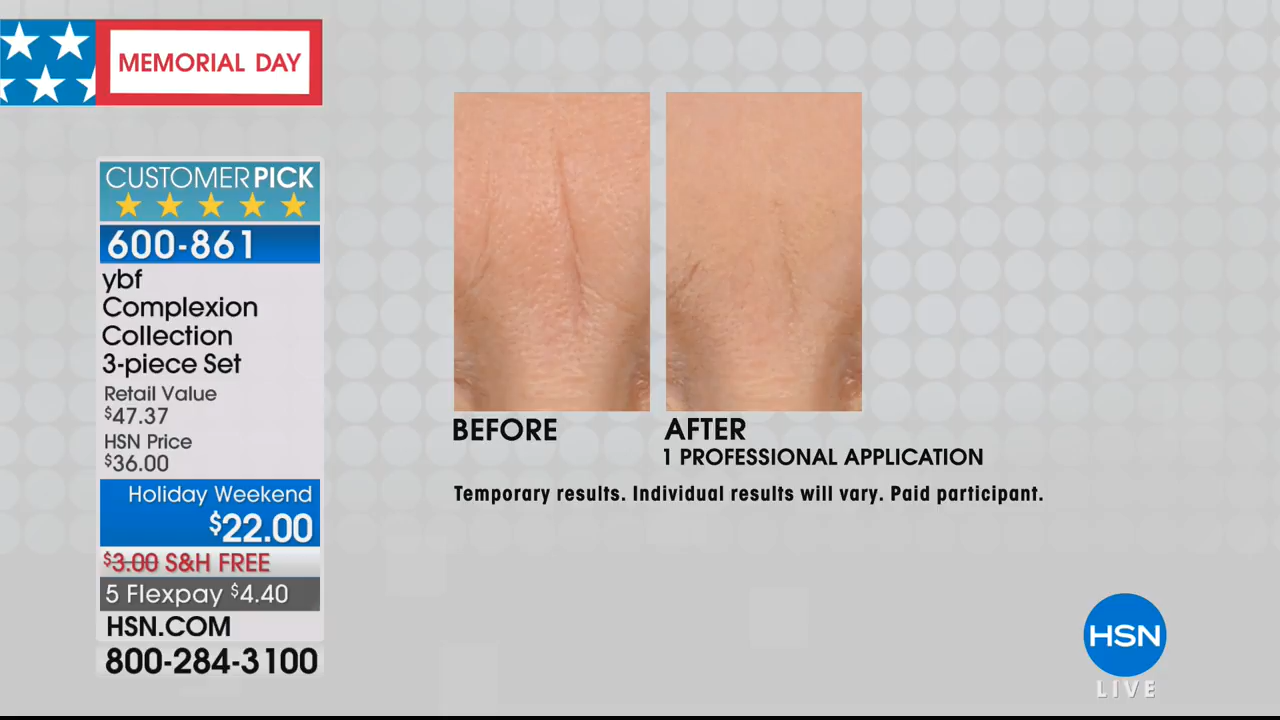 MEMORIAL DAY
CUSTOMERPICK
600-861
ybf
Complexion
Collection
3-piece Set
Retail Value
$47.37
HSN Price
$36.00
Holiday Weekend
$22.00
$3.00 S&H FREE
5 Flexpay $4.40
HSN.COM
800-284-3100
BEFORE
AFTER
1 PROFESSIONAL APPLICATION
Temporary results. Individual results will vary. Paid participant.
HSN
LIVE